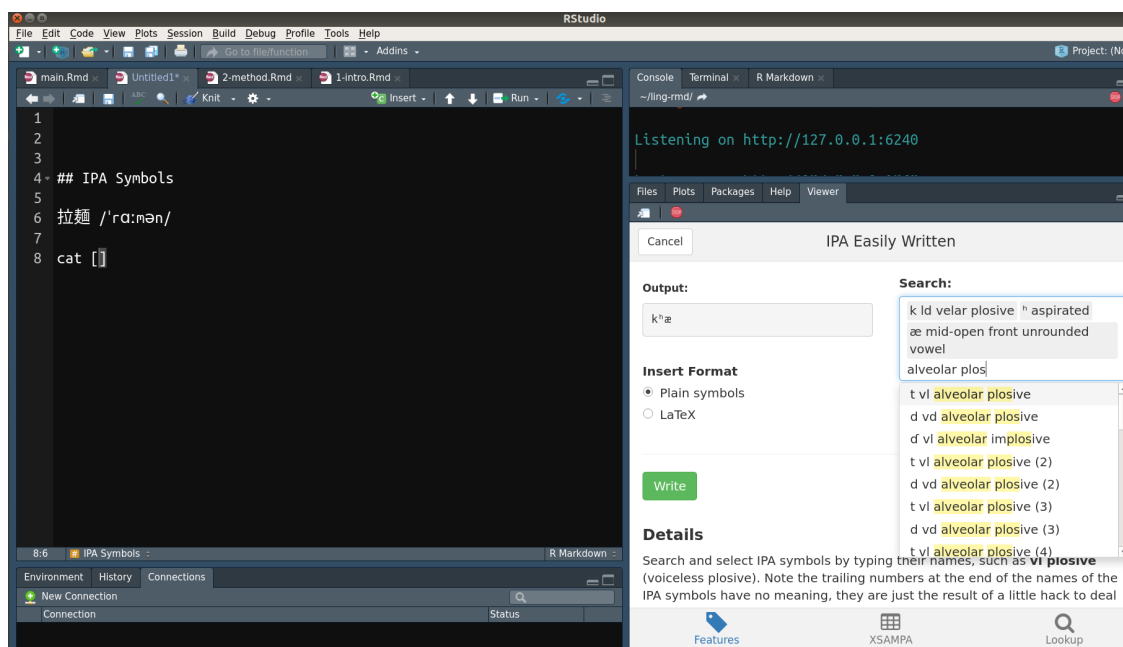 RStudio
File Edit Code View Plots Session Build Debug Profile Tools Help
Go to file/function
Addins
Project: (No
main.Rmd
Untitled1*
2-method.Rmd
1-intro.Rmd
ABC
Knit
Insert
Run
1
2
3
4 ## IPA Symbols
5
6 拉麺 /ˈrɑːmən/
7
8 cat []
8:6
# IPA Symbols
R Markdown
Environment History Connections
New Connection
Connection Status
Console Terminal R Markdown
~/ling-rmd/
Listening on http://127.0.0.1:6240
Files Plots Packages Help Viewer
Cancel
IPA Easily Written
Output:
kʰæ
Insert Format
Plain symbols
LaTeX
Write
Search:
k ld velar plosive ʰ aspirated
æ mid-open front unrounded
vowel
alveolar plos
t vl alveolar plosive
d vd alveolar plosive
ɗ vl alveolar implosive
t vl alveolar plosive (2)
d vd alveolar plosive (2)
t vl alveolar plosive (3)
d vd alveolar plosive (3)
t vl alveolar plosive (4)
Details
Search and select IPA symbols by typing their names, such as vl plosive
(voiceless plosive). Note the trailing numbers at the end of the names of the
IPA symbols have no meaning, they are just the result of a little hack to deal
Features
XSAMPA
Lookup